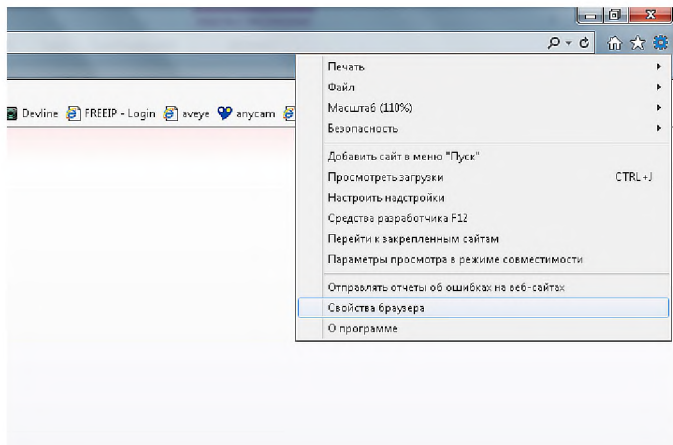 Devline FREEIP - Login aveye anycam
Печать
Файл
Масштаб (110%)
Безопасность
Добавить сайт в меню "Пуск"
Просмотреть загрузки CTRL+J
Настроить надстройки
Средства разработчика F12
Перейти к закрепленным сайтам
Параметры просмотра в режиме совместимости
Отправлять отчеты об ошибках на веб-сайтах
Свойства браузера
О программе